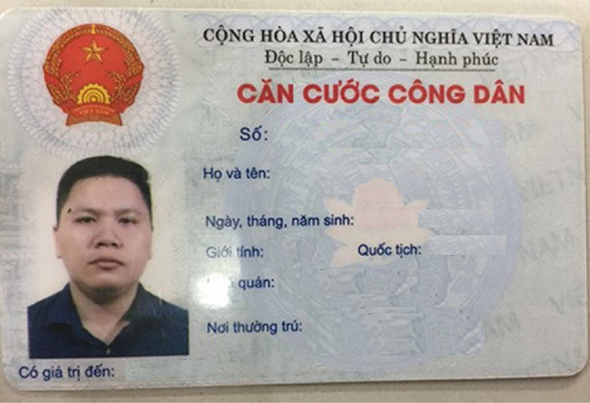 CỘNG HÒA XÃ HỘI CHỦ NGHĨA VIỆT NAM
Độc lập – Tự do – Hạnh phúc
CĂN CƯỚC CÔNG DÂN
VIỆT NAM
Số:
Họ và tên:
Ngày, tháng, năm sinh:
Giới tính: Quốc tịch:
quán:
Nơi thường trú:
Có giá trị đến: